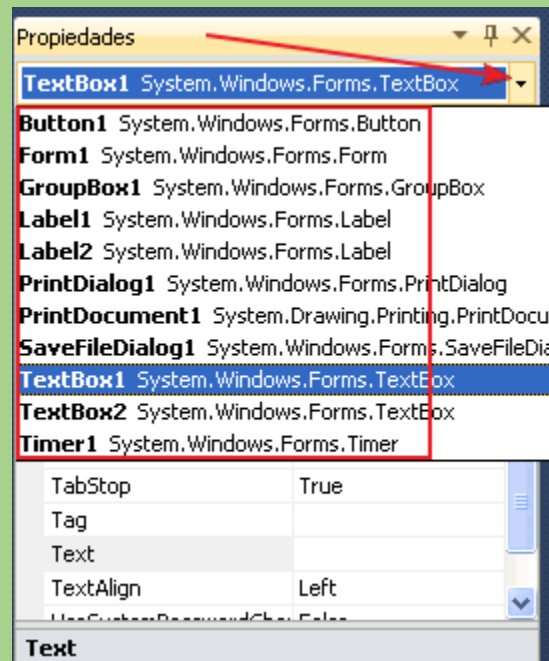 Propiedades
TextBox1 System.Windows.Forms.TextBox
Button1 System.Windows.Forms.Button
Form1 System.Windows.Forms.Form
GroupBox1 System.Windows.Forms.GroupBox
Label1 System.Windows.Forms.Label
Label2 System.Windows.Forms.Label
PrintDialog1 System.Windows.Forms.PrintDialog
PrintDocument1 System.Drawing.Printing.PrintDocu
SaveFileDialog1 System.Windows.Forms.SaveFileDia
TextBox1 System.Windows.Forms.TextBox
TextBox2 System.Windows.Forms.TextBox
Timer1 System.Windows.Forms.Timer
TabStop True
Tag
Text
TextAlign Left
UseSystemPasswordChar False
Text